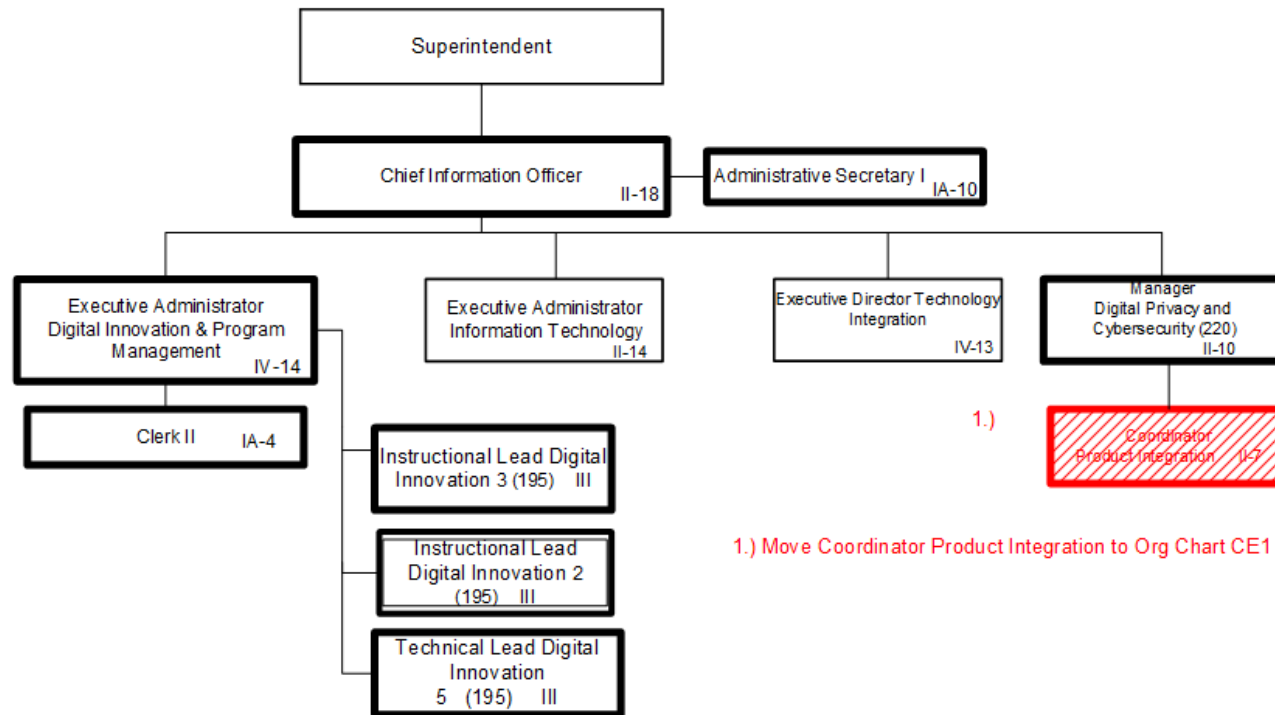 Superintendent
Chief Information Officer
II-18
Administrative Secretary I
IA-10
Executive Administrator
Digital Innovation & Program
Management
IV-14
Executive Administrator
Information Technology
II-14
Executive Director Technology
Integration
IV-13
Manager
Digital Privacy and
Cybersecurity (220)
II-10
Clerk II IA-4
1.)
Coordinator
Product Integration II-7
Instructional Lead Digital
Innovation 3 (195) III
1.) Move Coordinator Product Integration to Org Chart CE1
Instructional Lead
Digital Innovation 2
(195) III
Technical Lead Digital
Innovation
5 (195) III